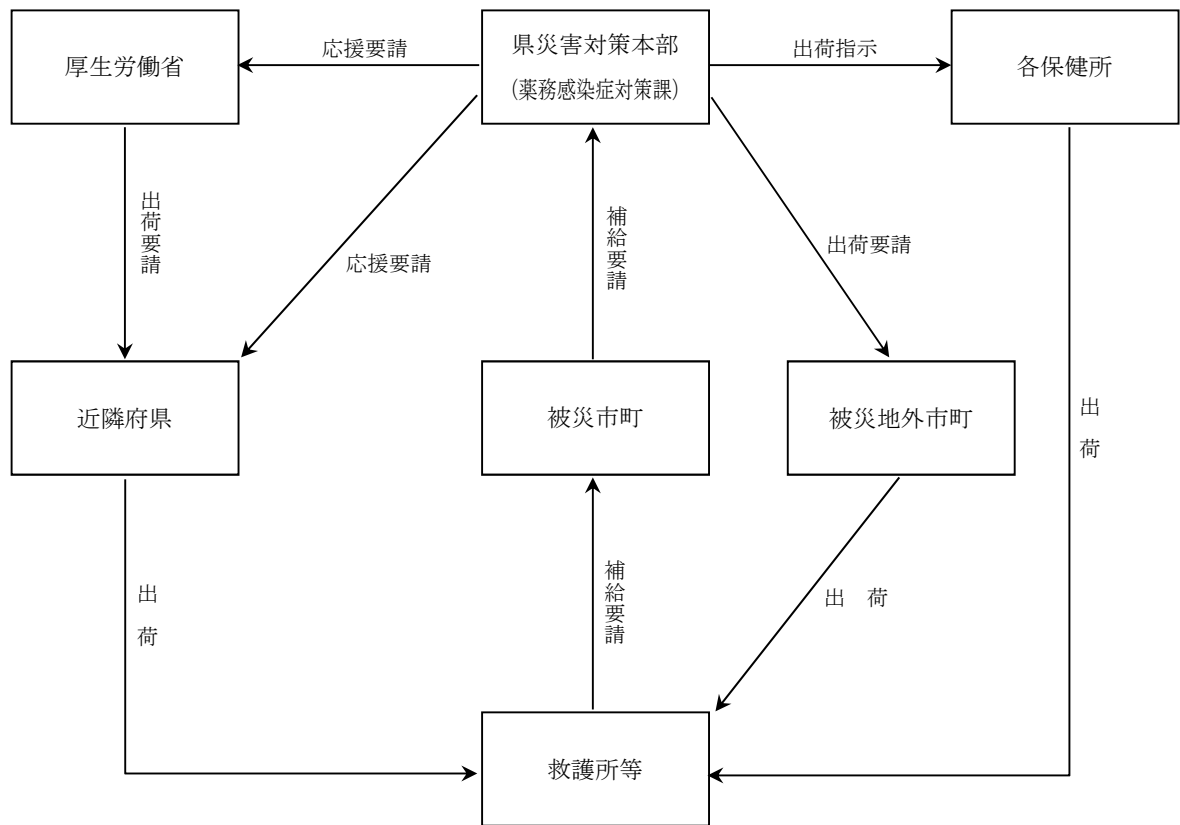 厚生労働省
応援要請
県災害対策本部
（薬務感染症対策課）
出荷指示
各保健所
出荷要請
応援要請
補給要請
出荷要請
近隣府県
被災市町
被災地外市町
出荷
出荷
補給要請
出　荷
救護所等